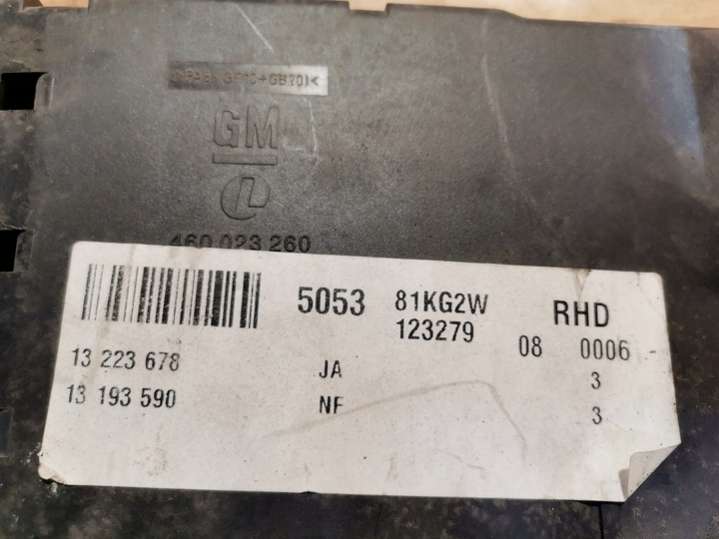 GM
460 023 260
5053 81KG2W RHD
123279 08 0006
13 223 678 JA 3
13 193 590 NF 3